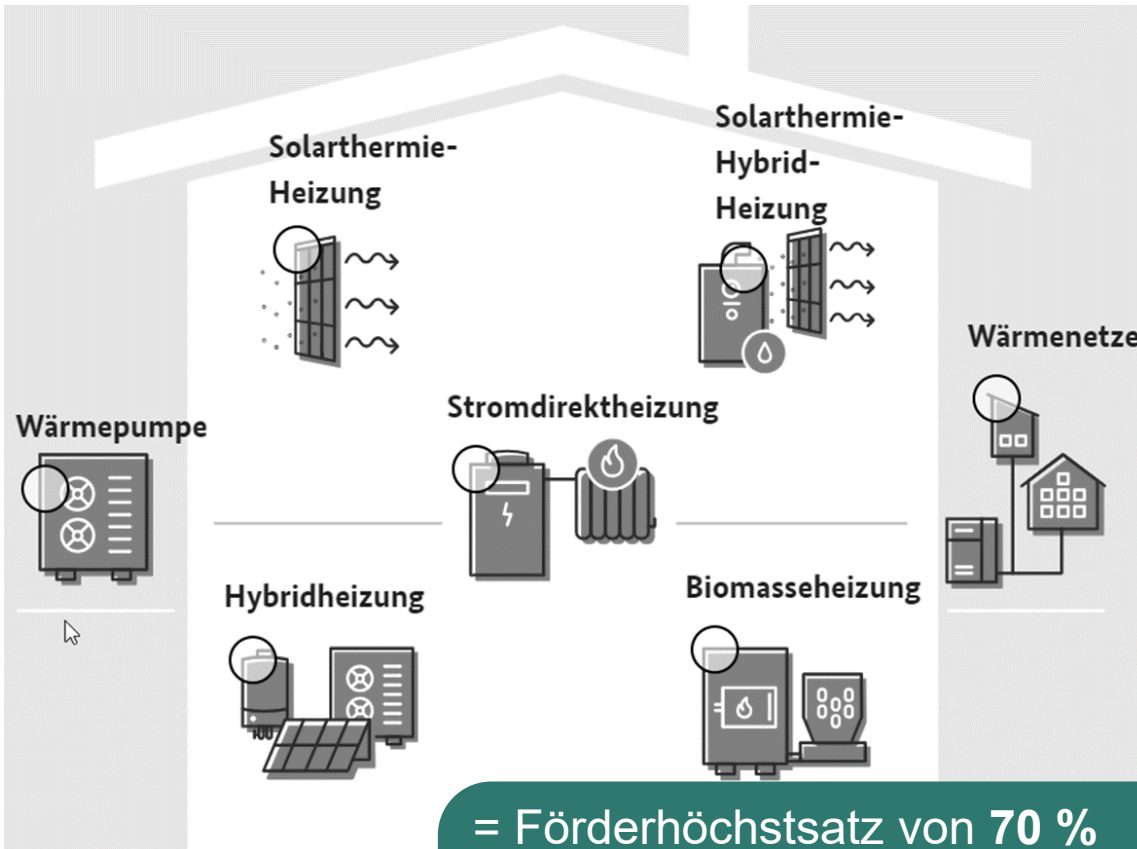 Solarthermie-
Heizung
Solarthermie-
Hybrid-
Heizung
Wärmenetze
Wärmepumpe
Stromdirektheizung
Hybridheizung
Biomasseheizung
= Förderhöchstsatz von 70 %